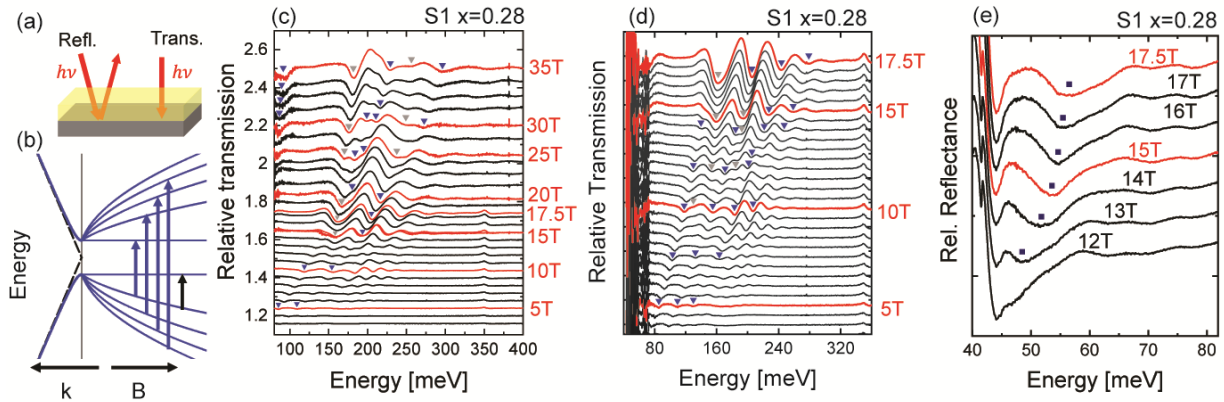 (a)
Refl.
Trans.
hν
hν
(b)
Energy
k
B
(c)
S1 x=0.28
Relative transmission
2.6
2.4
2.2
2
1.8
1.6
1.4
1.2
35T
30T
25T
20T
17.5T
15T
10T
5T
100 150 200 250 300 350 400
Energy [meV]
(d)
S1 x=0.28
Relative Transmission
17.5T
15T
10T
5T
80 160 240 320
Energy [meV]
(e)
S1 x=0.28
Rel. Reflectance
17.5T
17T
16T
15T
14T
13T
12T
40 50 60 70 80
Energy [meV]